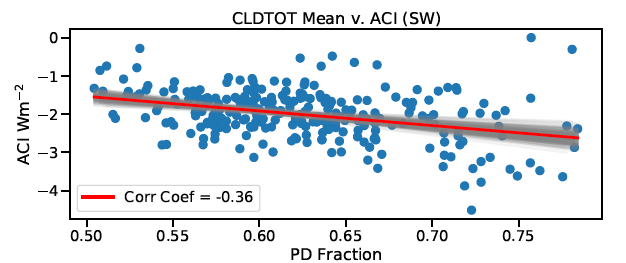 CLDTOT Mean v. ACI (SW)
ACI Wm⁻²
0
−1
−2
−3
−4
Corr Coef = -0.36
0.50 0.55 0.60 0.65 0.70 0.75
PD Fraction